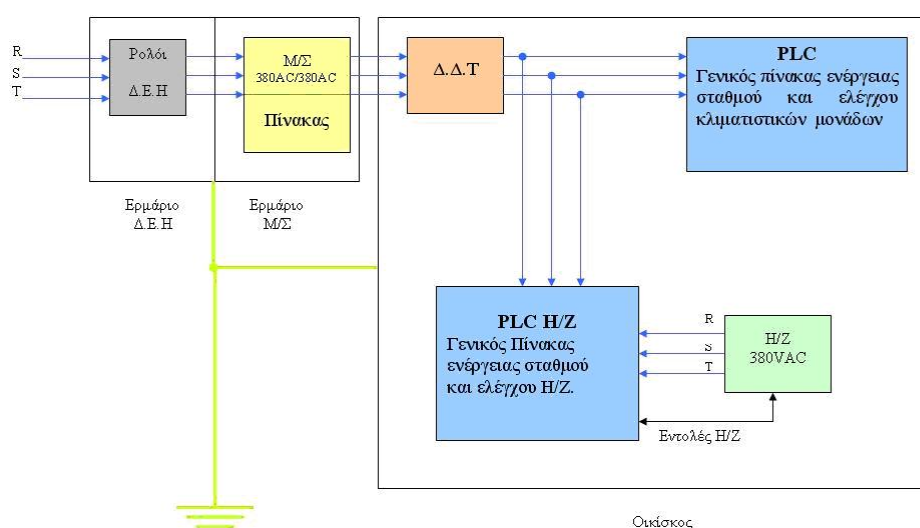 R
S
T
Ρολόι
Δ.Ε.Η
Μ/Σ
380AC/380AC
Πίνακας
Δ.Δ.Τ
PLC
Γενικός πίνακας ενέργειας
σταθμού και ελέγχου
κλιματιστικών μονάδων
Ερμάριο
Δ.Ε.Η
Ερμάριο
Μ/Σ
PLC Η/Ζ
Γενικός Πίνακας
ενέργειας σταθμού
και ελέγχου Η/Ζ.
R
S
T
Η/Ζ
380VAC
Εντολές Η/Ζ
Οικίσκος